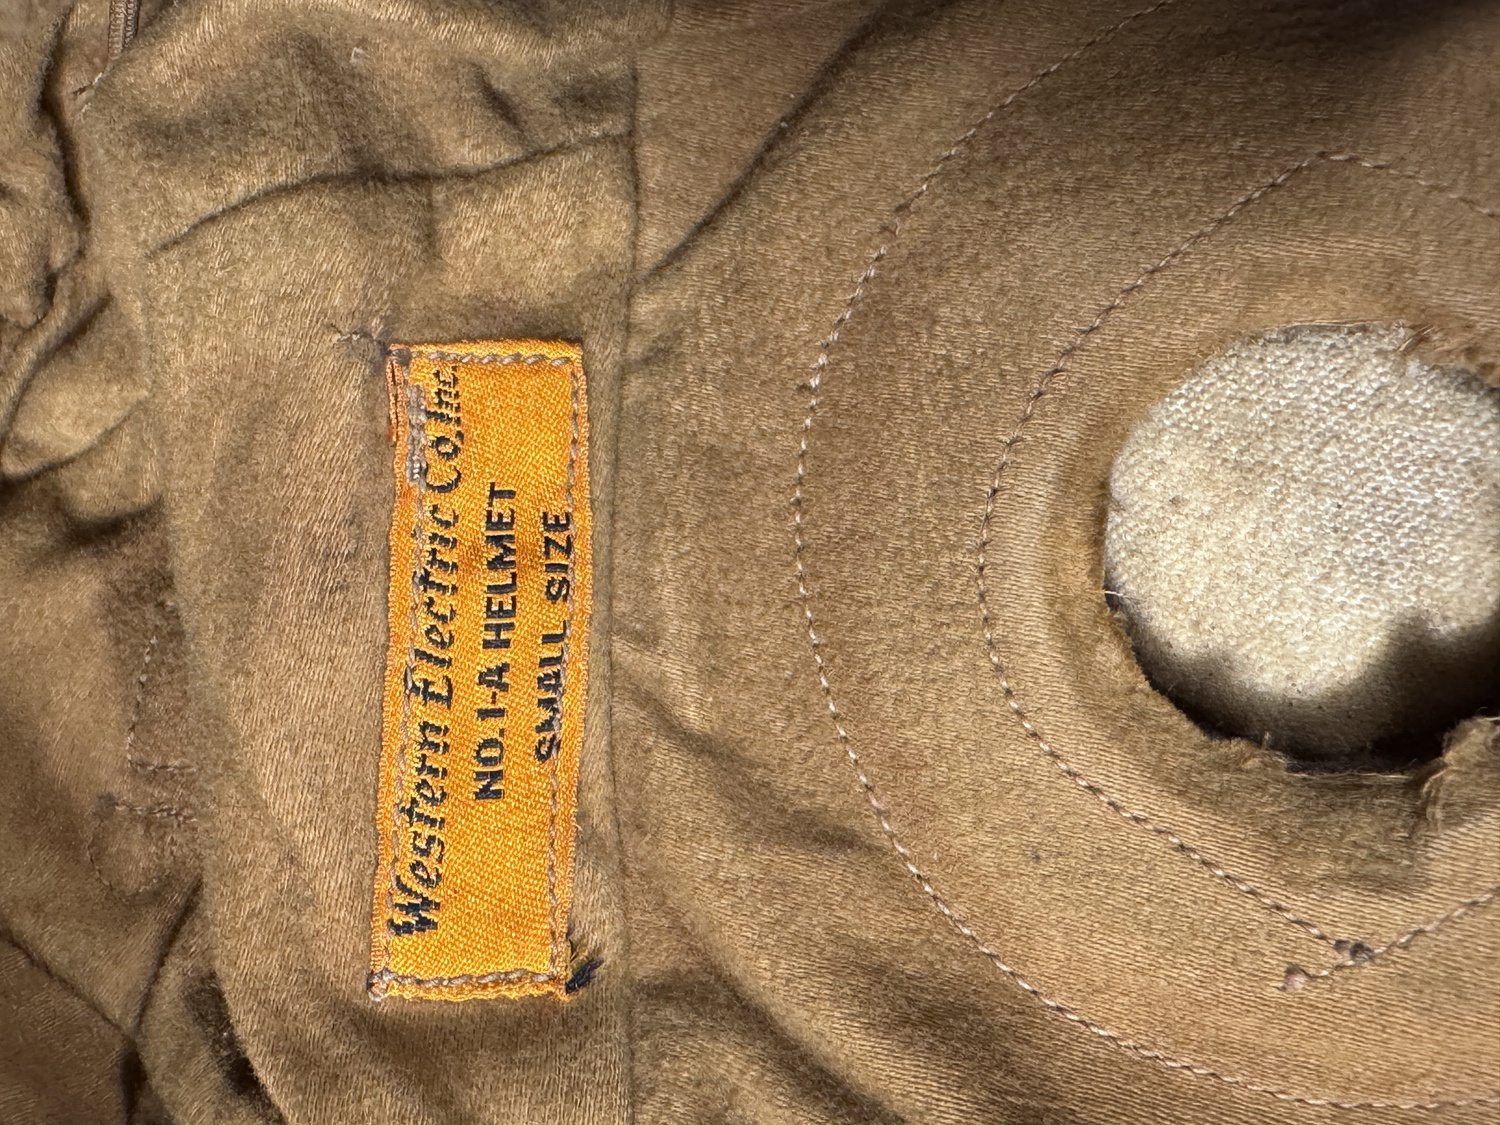 Western Electric Co, Inc.
NO. 1-A HELMET
SMALL SIZE